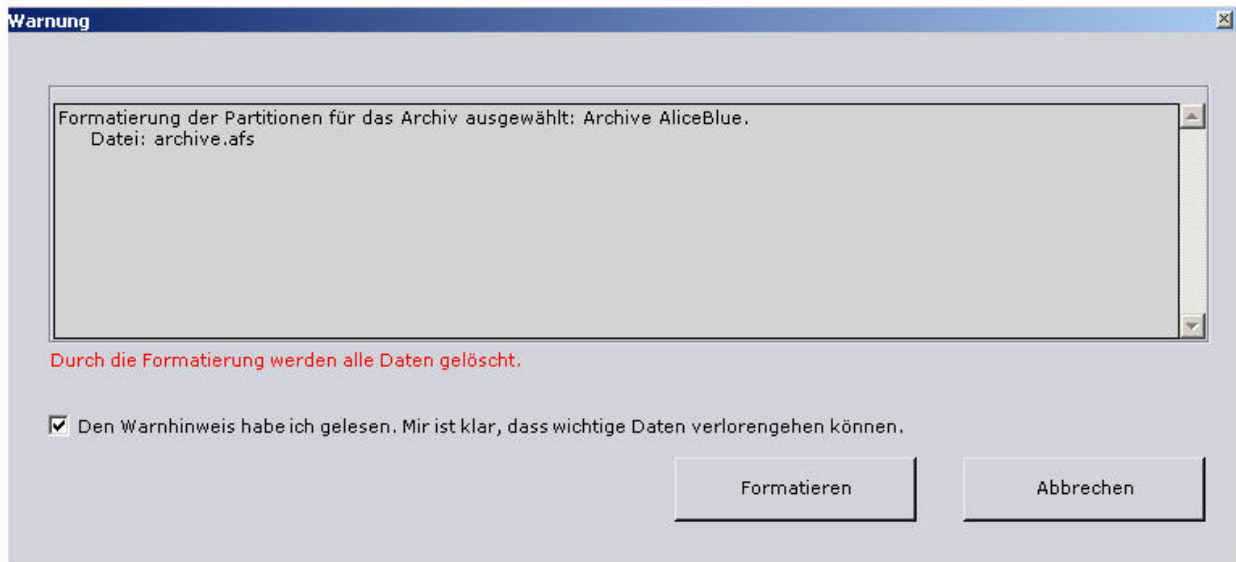 Warnung
Formatierung der Partitionen für das Archiv ausgewählt: Archive AliceBlue.
Datei: archive.afs
Durch die Formatierung werden alle Daten gelöscht.
Den Warnhinweis habe ich gelesen. Mir ist klar, dass wichtige Daten verlorengehen können.
Formatieren
Abbrechen